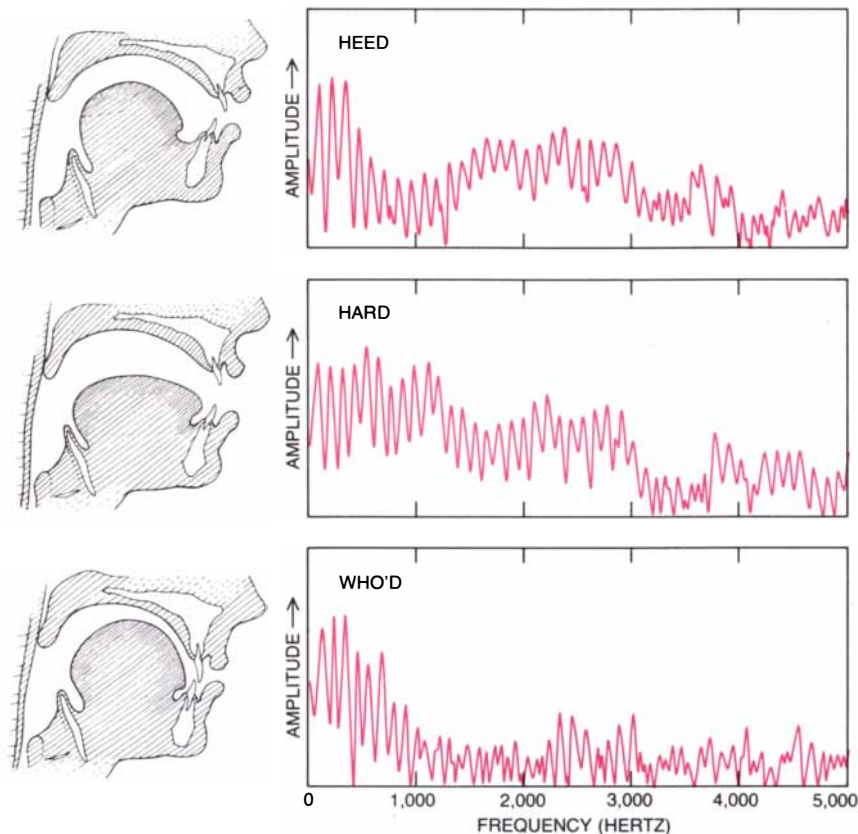 HEED
AMPLITUDE →
HARD
AMPLITUDE →
WHO'D
AMPLITUDE →
0 1,000 2,000 3,000 4,000 5,000
FREQUENCY (HERTZ)